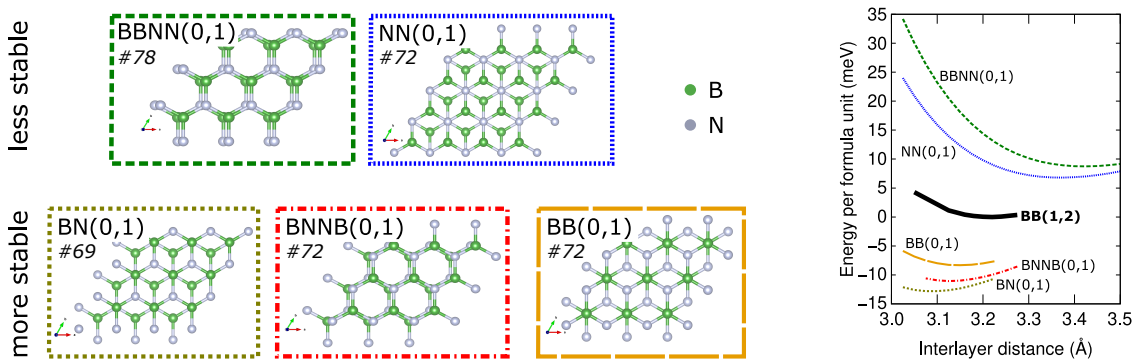 less stable
BBNN(0,1)
#78
NN(0,1)
#72
B
N
more stable
BN(0,1)
#69
BNNB(0,1)
#72
BB(0,1)
#72
Energy per formula unit (meV)
35
30
25
20
15
10
5
0
−5
−10
−15
BBNN(0,1)
NN(0,1)
BB(1,2)
BB(0,1)
BNNB(0,1)
BN(0,1)
3.0 3.1 3.2 3.3 3.4 3.5
Interlayer distance (Å)